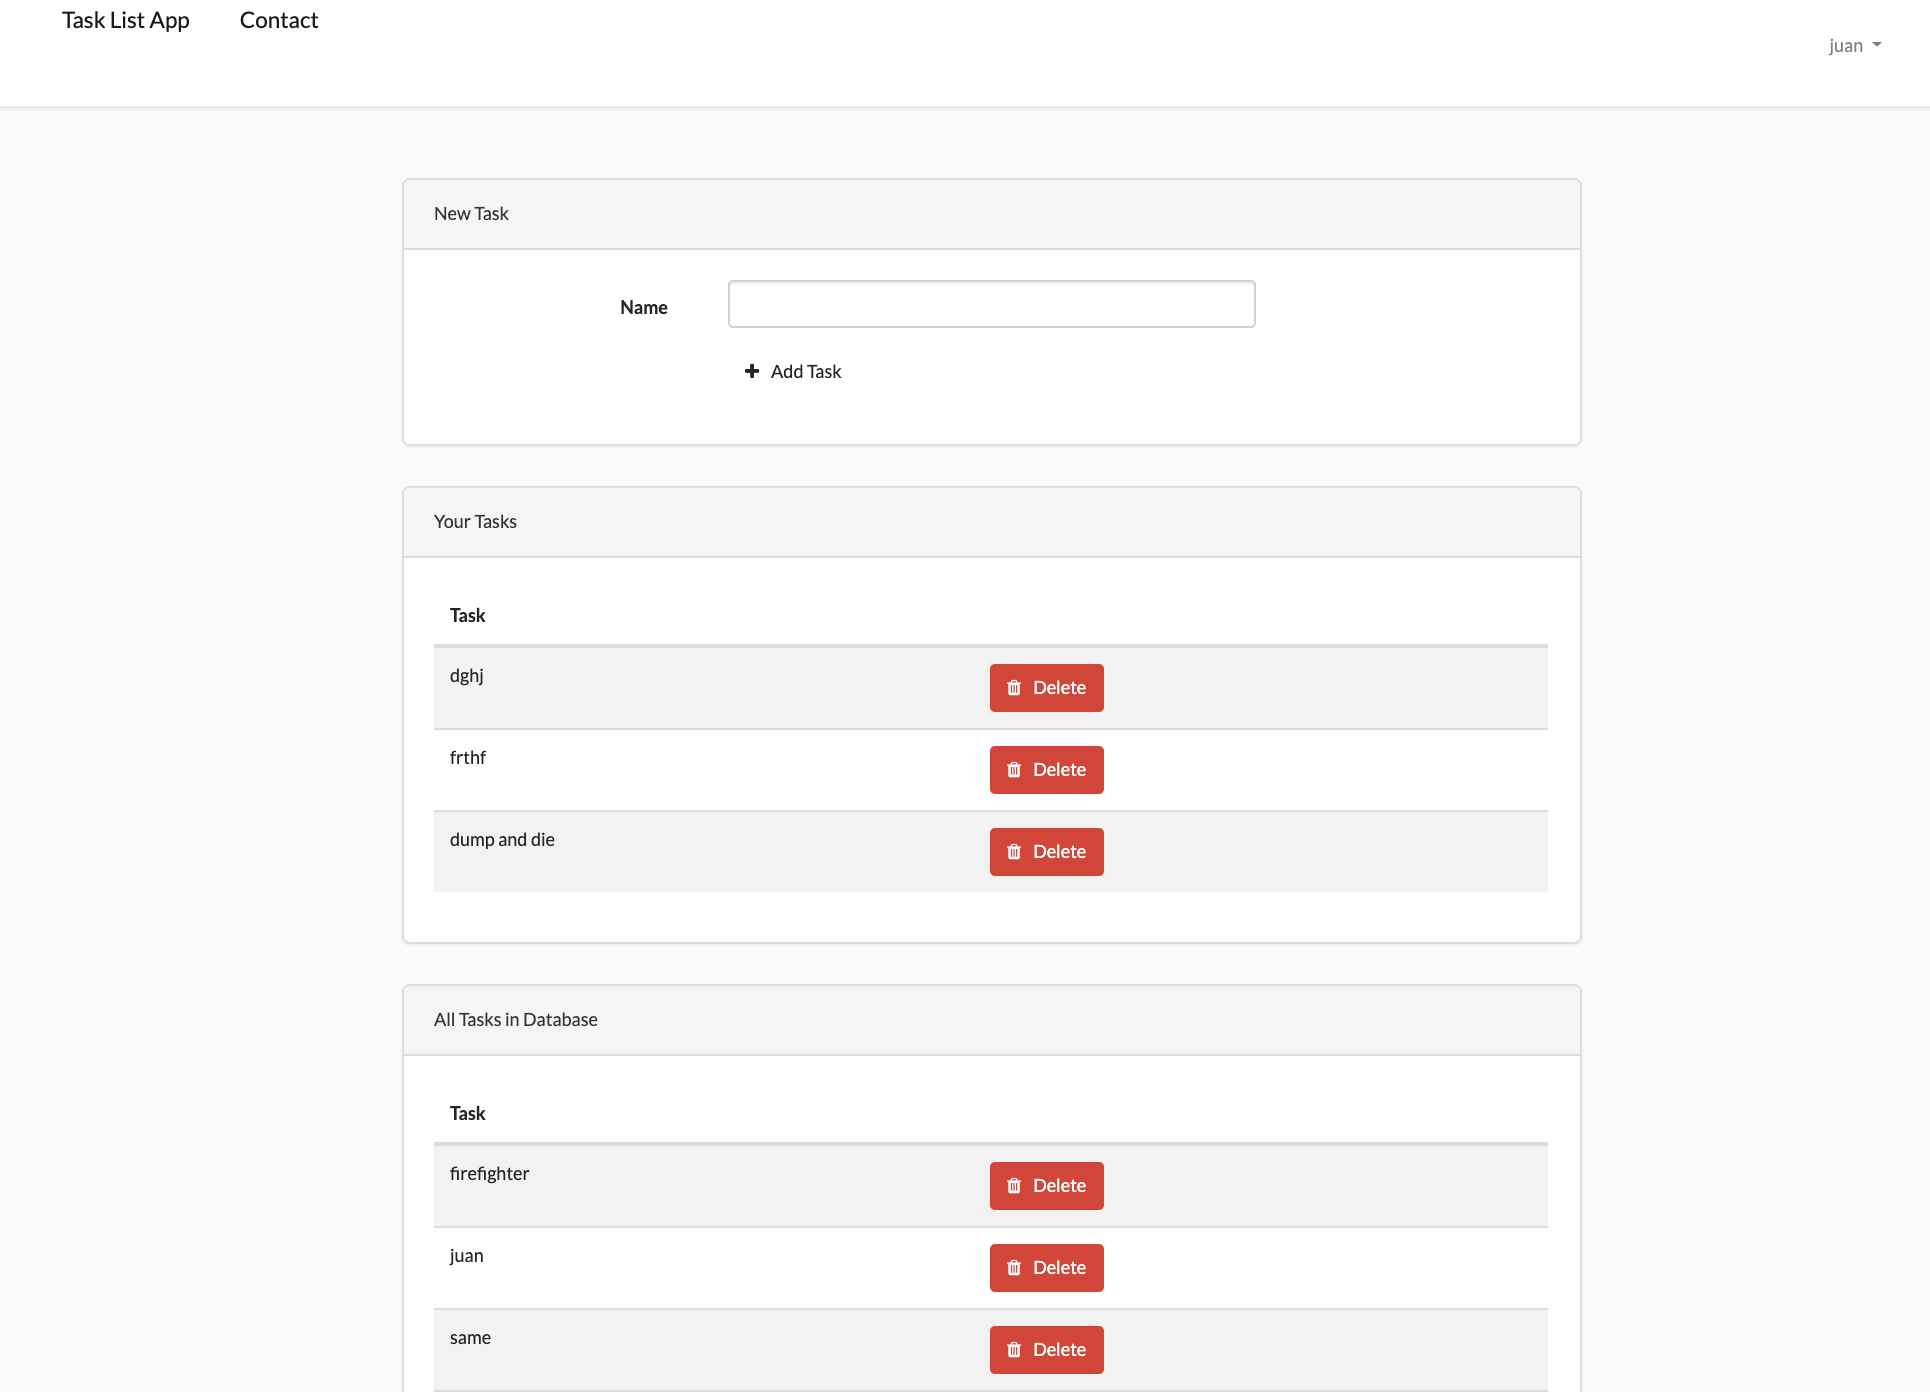 Task List App Contact
juan
New Task
Name
Add Task
Your Tasks
Task
dghj Delete
frthf Delete
dump and die Delete
All Tasks in Database
Task
firefighter Delete
juan Delete
same Delete